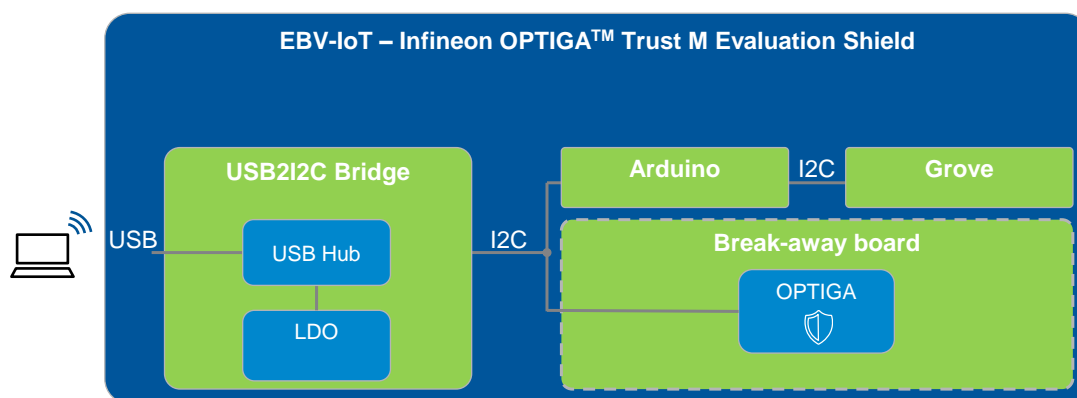 EBV-IoT – Infineon OPTIGA™ Trust M Evaluation Shield
USB2I2C Bridge
Arduino
I2C
Grove
USB
USB Hub
I2C
Break-away board
OPTIGA
LDO